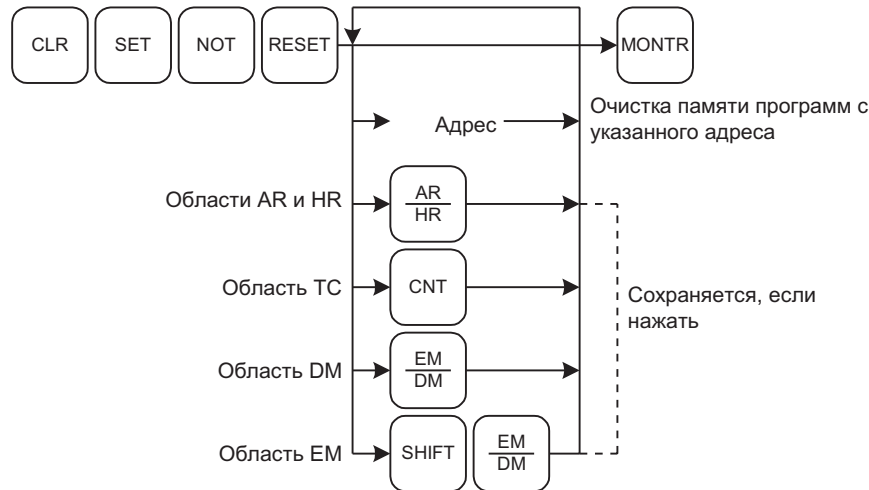 CLR SET NOT RESET MONTR
Адрес
Очистка памяти программ с
указанного адреса
Области AR и HR
AR
HR
Область TC
CNT
Сохраняется, если
нажать
Область DM
EM
DM
Область EM
SHIFT
EM
DM